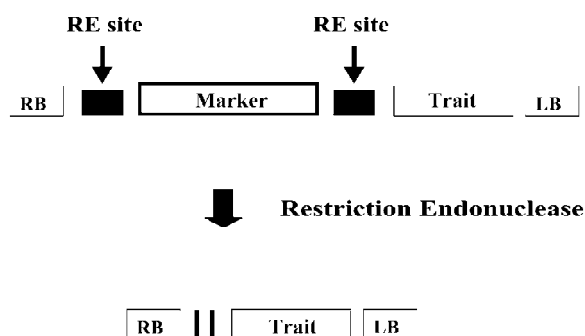 RE site RE site
RB Marker Trait LB
Restriction Endonuclease
RB Trait LB